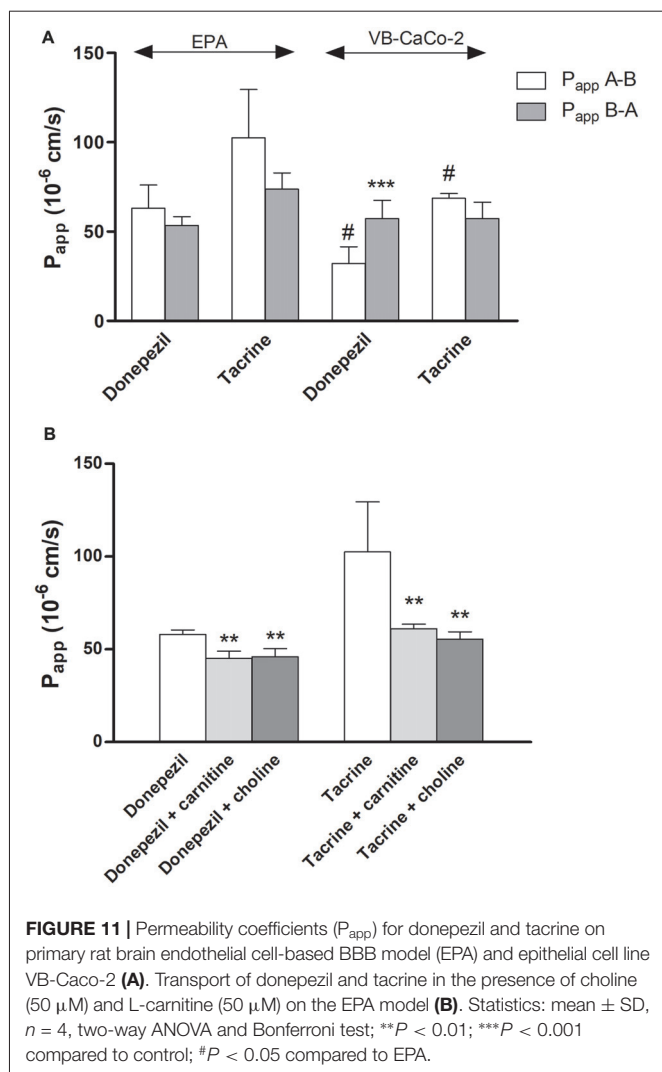 A
EPA
VB-CaCo-2
P_app A-B
P_app B-A
P_app (10^-6 cm/s)
150
100
50
0
#
***
#
Donepezil
Tacrine
Donepezil
Tacrine
B
P_app (10^-6 cm/s)
150
100
50
0
**
**
**
**
Donepezil
Donepezil + carnitine
Donepezil + choline
Tacrine
Tacrine + carnitine
Tacrine + choline
FIGURE 11 | Permeability coefficients (P_app) for donepezil and tacrine on
primary rat brain endothelial cell-based BBB model (EPA) and epithelial cell line
VB-Caco-2 (A). Transport of donepezil and tacrine in the presence of choline
(50 μM) and L-carnitine (50 μM) on the EPA model (B). Statistics: mean ± SD,
n = 4, two-way ANOVA and Bonferroni test; **P < 0.01; ***P < 0.001
compared to control; #P < 0.05 compared to EPA.